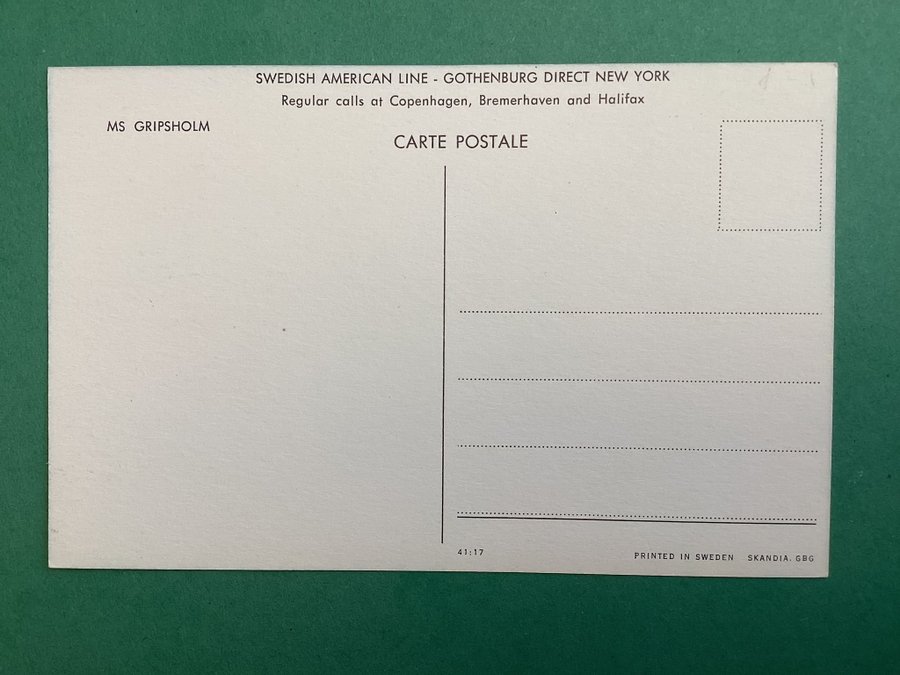 SWEDISH AMERICAN LINE - GOTHENBURG DIRECT NEW YORK
Regular calls at Copenhagen, Bremerhaven and Halifax
MS GRIPSHOLM
CARTE POSTALE
41:17
PRINTED IN SWEDEN SKANDIA. GBG